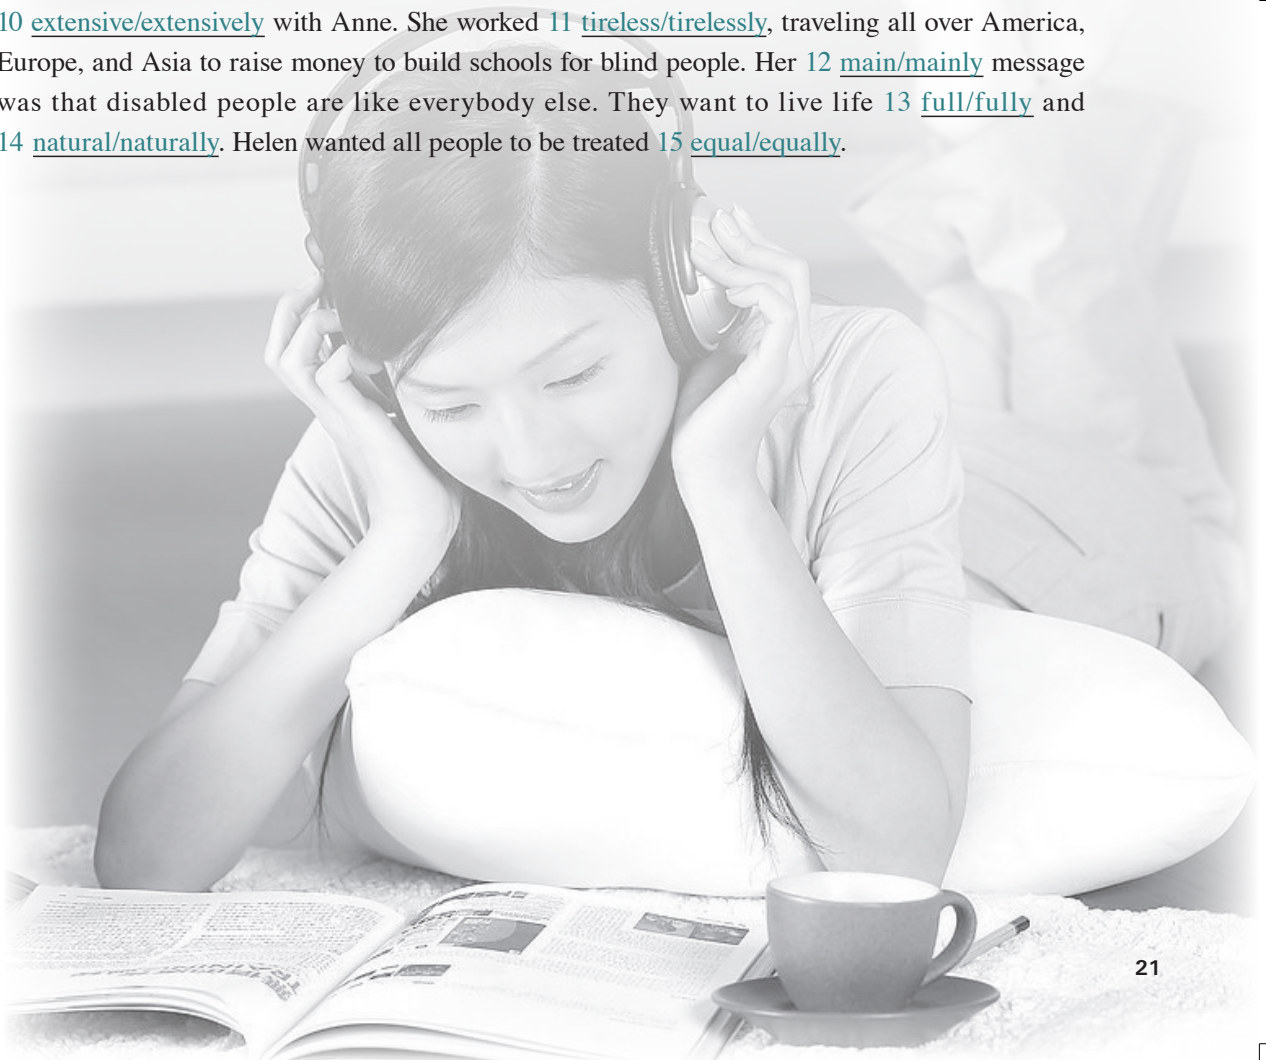 10 extensive/extensively with Anne. She worked 11 tireless/tirelessly, traveling all over America,
Europe, and Asia to raise money to build schools for blind people. Her 12 main/mainly message
was that disabled people are like everybody else. They want to live life 13 full/fully and
14 natural/naturally. Helen wanted all people to be treated 15 equal/equally.
21